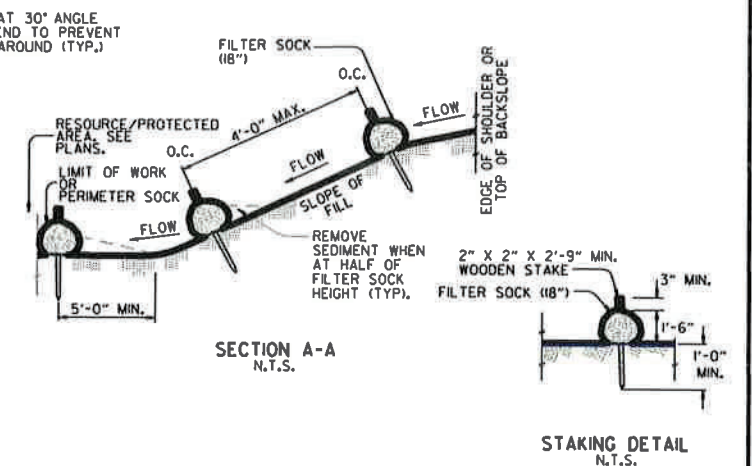 AT 30° ANGLE
END TO PREVENT
AROUND (TYP.)
FILTER SOCK
(18")
O.C.
FLOW
4'-0" MAX.
EDGE OF SHOULDER OR
TOP OF BACKSLOPE
RESOURCE/PROTECTED
AREA. SEE
PLANS.
O.C.
FLOW
LIMIT OF WORK
OR
PERIMETER SOCK
SLOPE OF
FILL
FLOW
REMOVE
SEDIMENT WHEN
AT HALF OF
FILTER SOCK
HEIGHT (TYP).
5'-0" MIN.
SECTION A-A
N.T.S.
2" X 2" X 2'-9" MIN.
WOODEN STAKE
FILTER SOCK (18")
3" MIN.
1'-6"
1'-0"
MIN.
STAKING DETAIL
N.T.S.